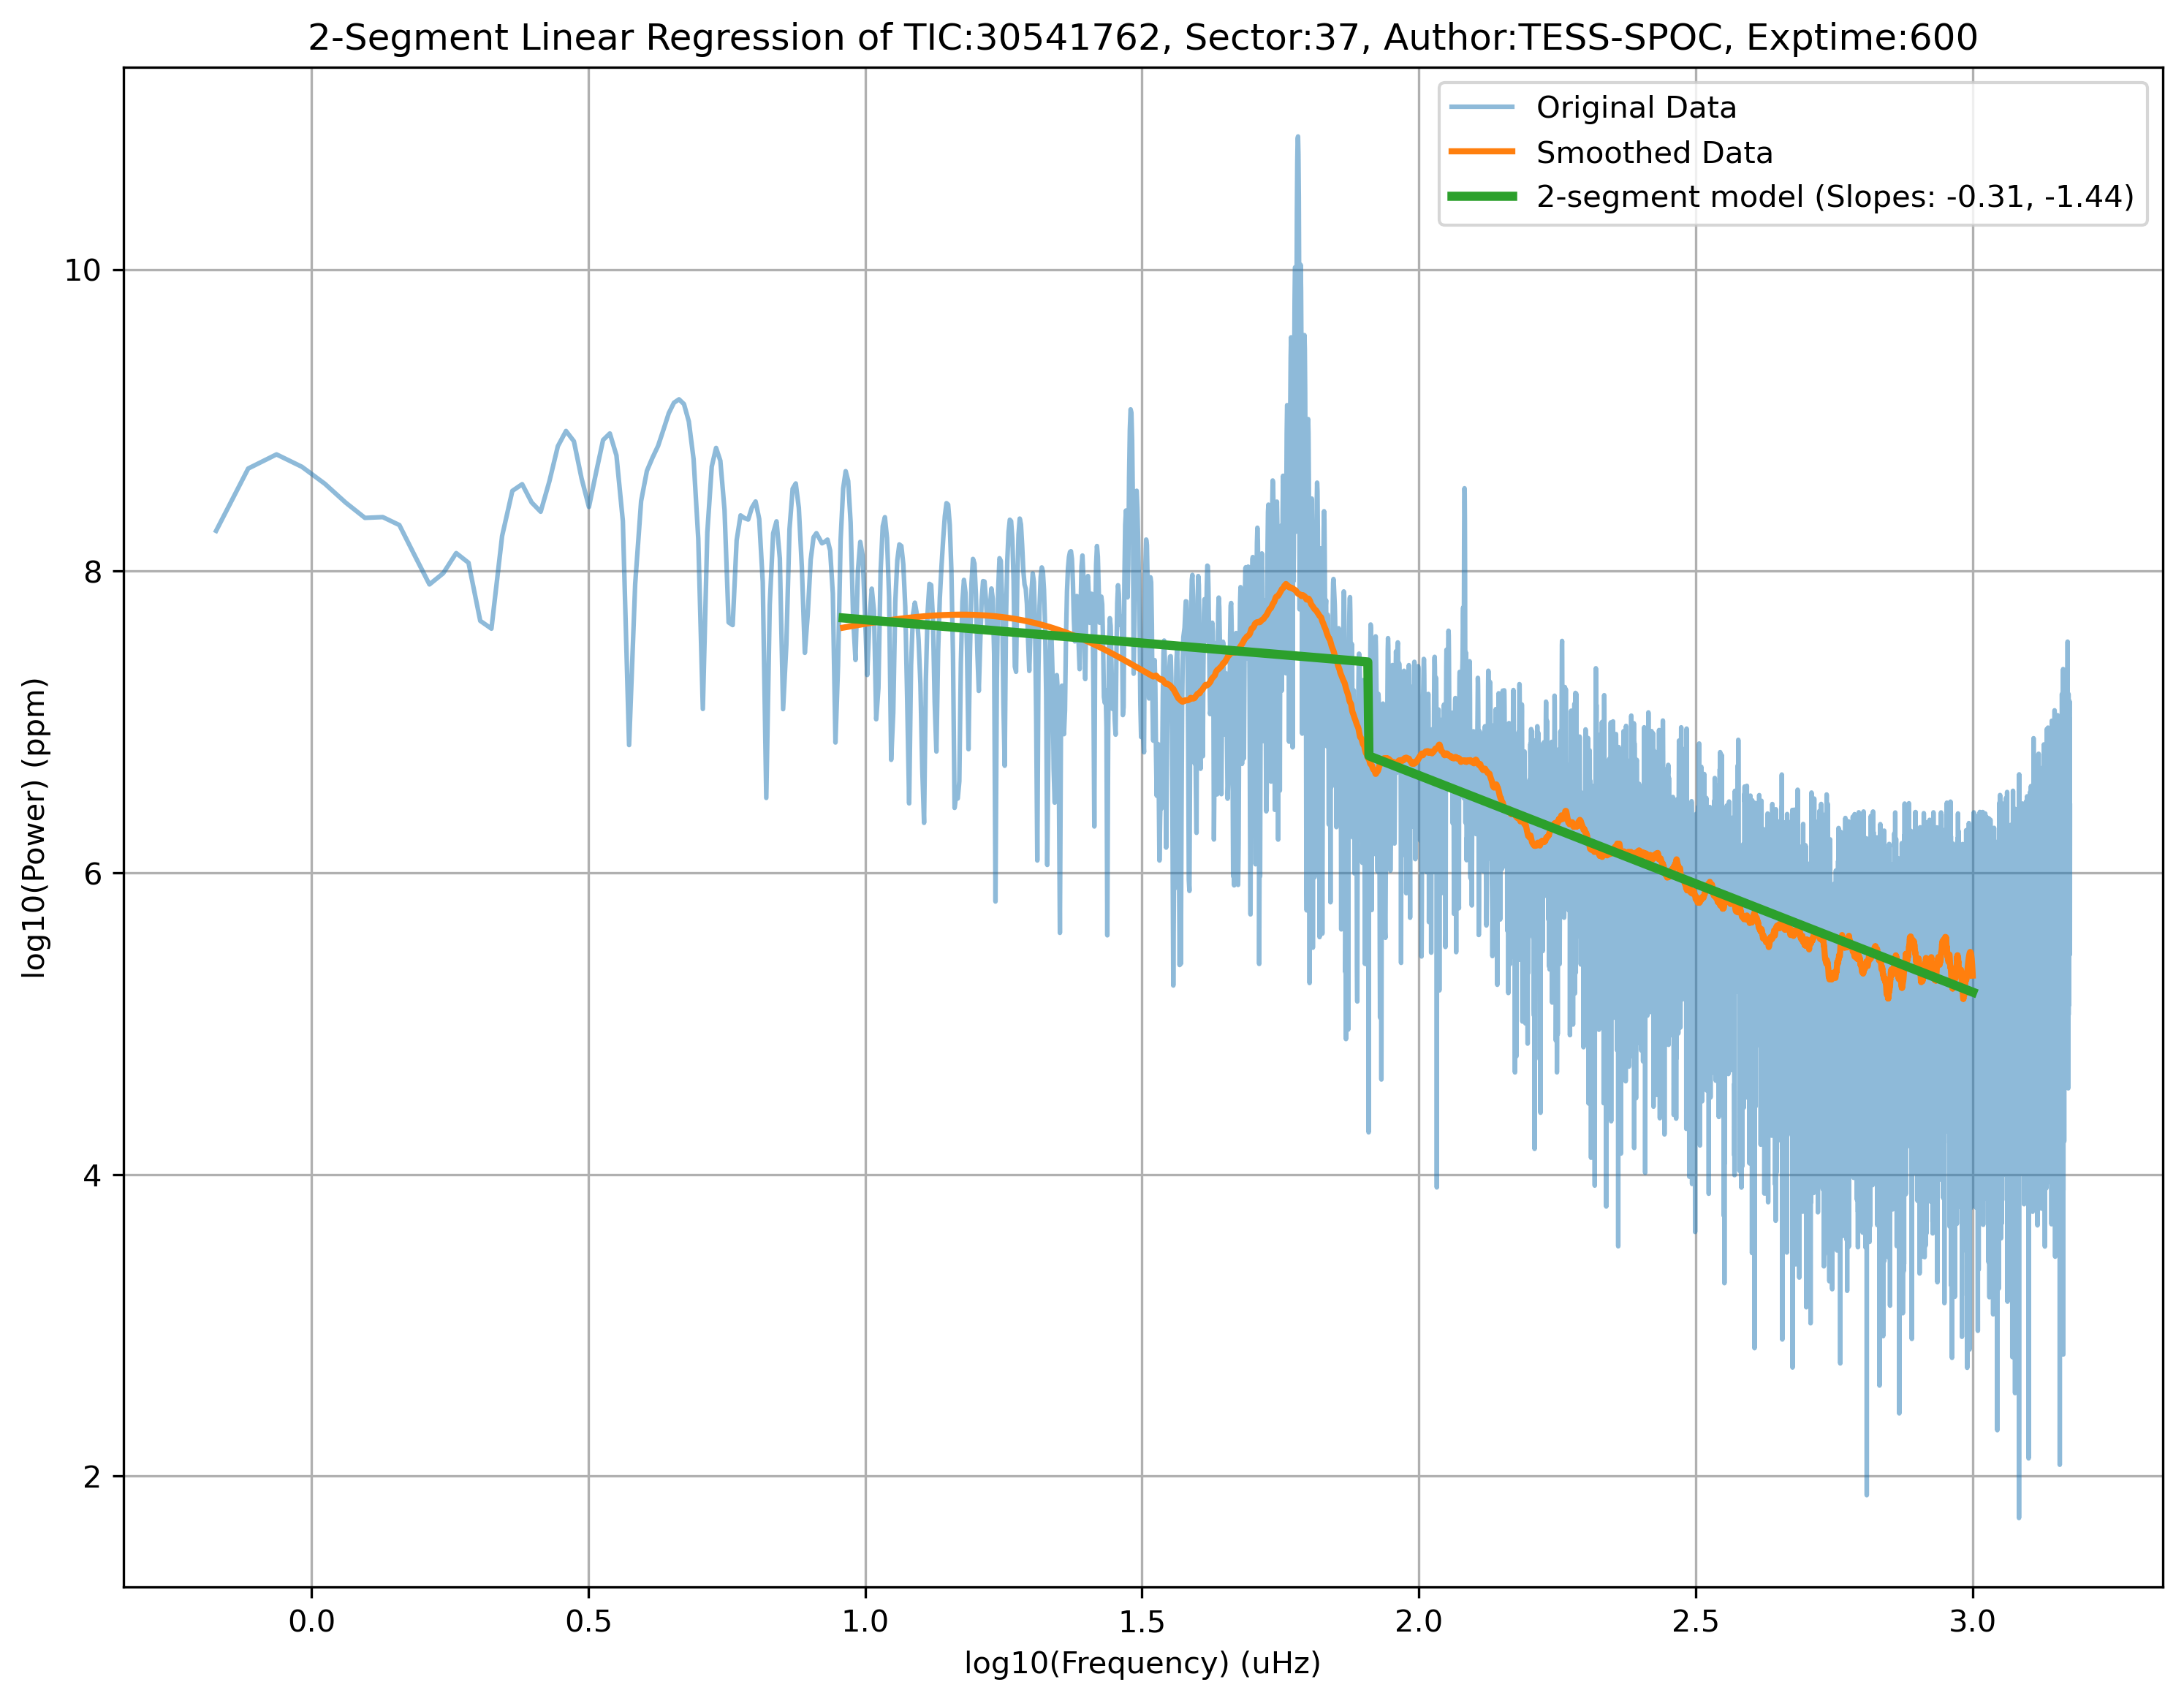 2-Segment Linear Regression of TIC:30541762, Sector:37, Author:TESS-SPOC, Exptime:600
Original Data
Smoothed Data
2-segment model (Slopes: -0.31, -1.44)
log10(Power) (ppm)
10
8
6
4
2
0.0 0.5 1.0 1.5 2.0 2.5 3.0
log10(Frequency) (uHz)